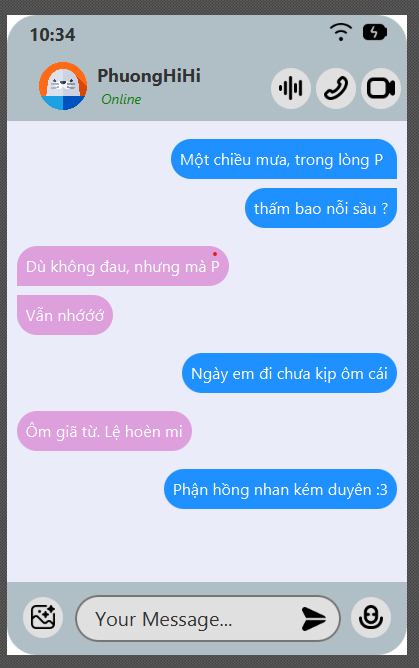 10:34
PhuongHiHi
Online
Một chiều mưa, trong lòng P
thấm bao nỗi sầu ?
Dù không đau, nhưng mà P
Vẫn nhớớớ
Ngày em đi chưa kịp ôm cái
Ôm giã từ. Lệ hoèn mi
Phận hồng nhan kém duyên :3
Your Message...